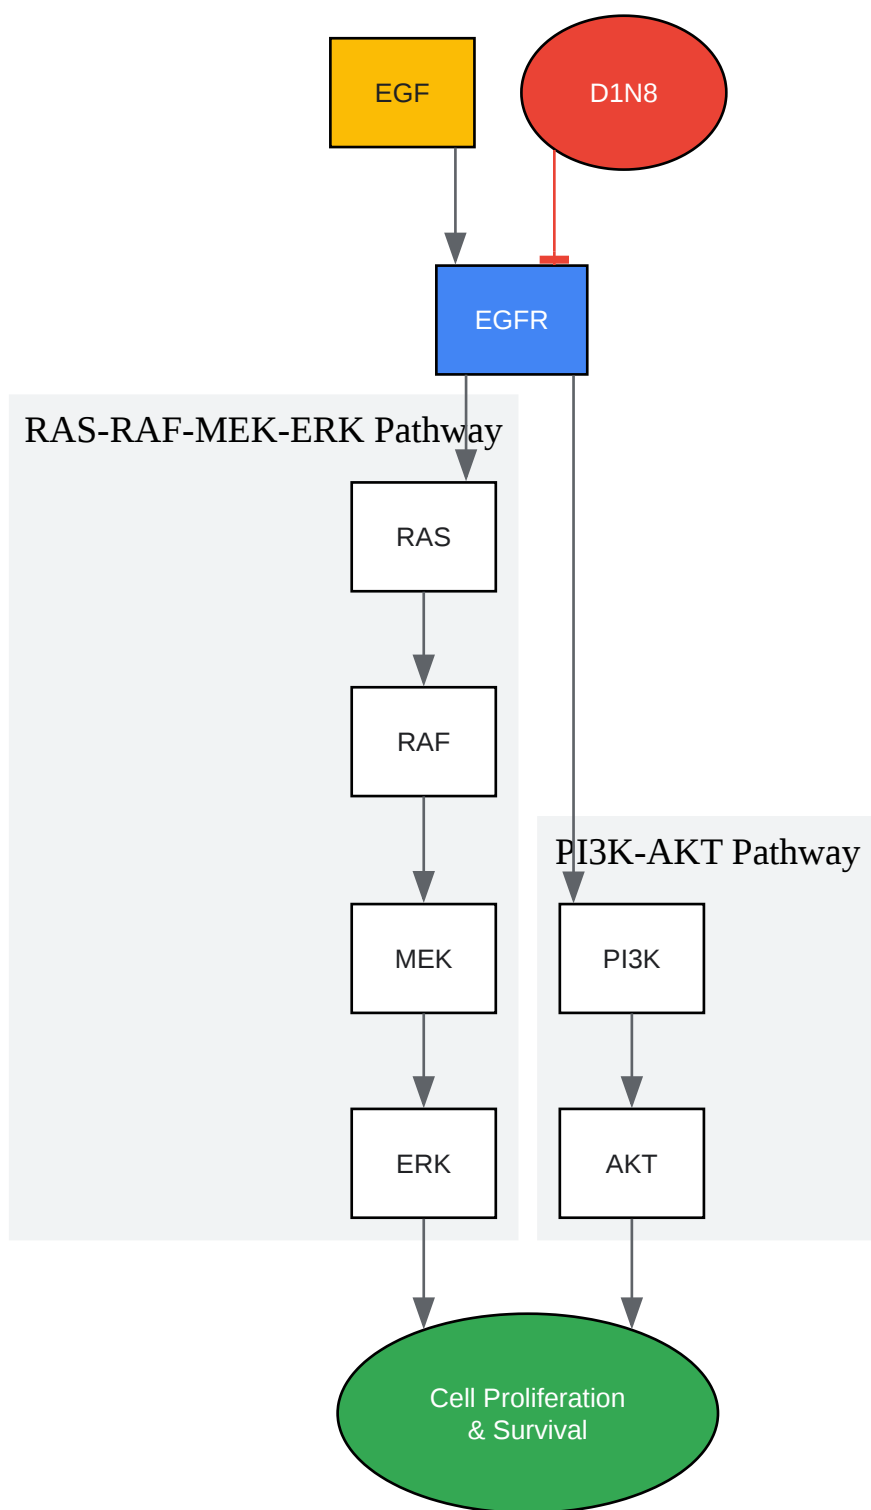 EGF
D1N8
EGFR
RAS-RAF-MEK-ERK Pathway
RAS
RAF
PI3K-AKT Pathway
MEK
PI3K
ERK
AKT
Cell Proliferation
& Survival